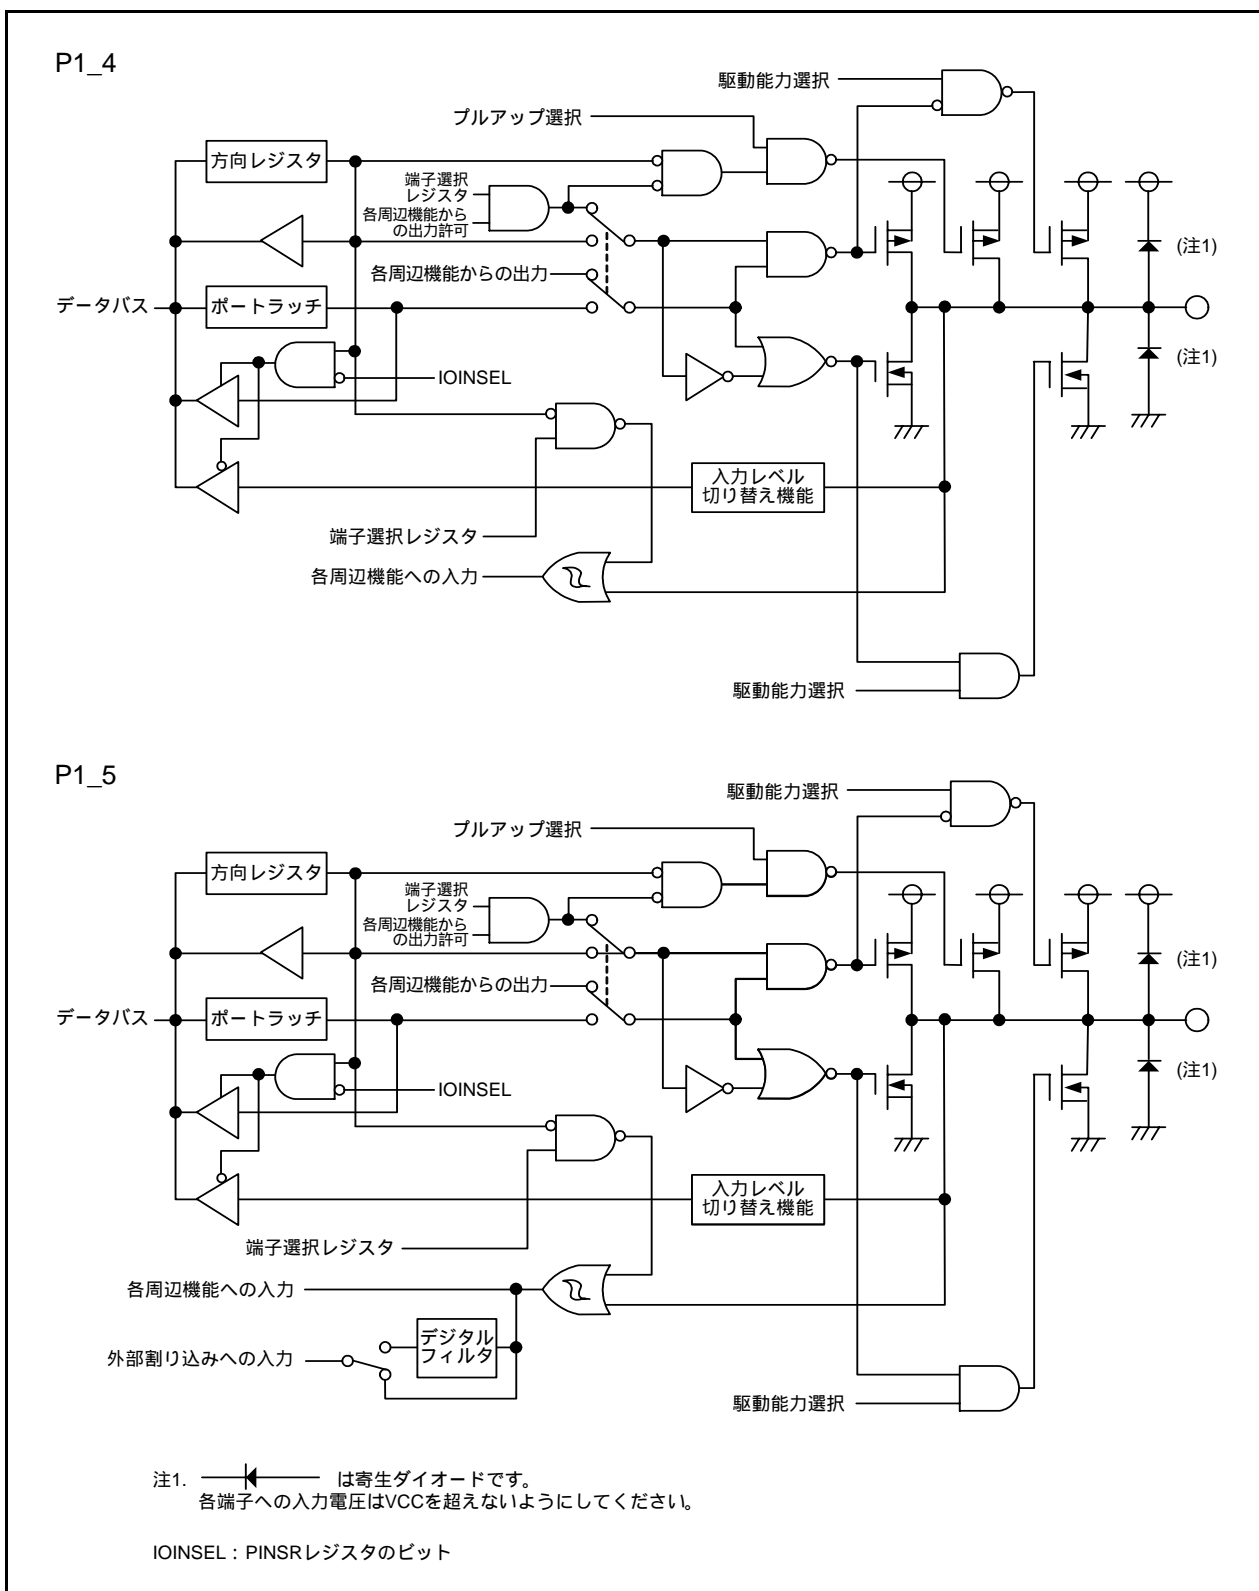 P1_4
駆動能力選択
プルアップ選択
方向レジスタ
端子選択
レジスタ
各周辺機能から
の出力許可
(注1)
各周辺機能からの出力
データバス
ポートラッチ
(注1)
IOINSEL
入力レベル
切り替え機能
端子選択レジスタ
各周辺機能への入力
駆動能力選択
P1_5
駆動能力選択
プルアップ選択
方向レジスタ
端子選択
レジスタ
各周辺機能から
の出力許可
(注1)
各周辺機能からの出力
データバス
ポートラッチ
(注1)
IOINSEL
入力レベル
切り替え機能
端子選択レジスタ
各周辺機能への入力
デジタル
フィルタ
外部割り込みへの入力
駆動能力選択
注1. は寄生ダイオードです。
各端子への入力電圧はVCCを超えないようにしてください。
IOINSEL：PINSRレジスタのビット